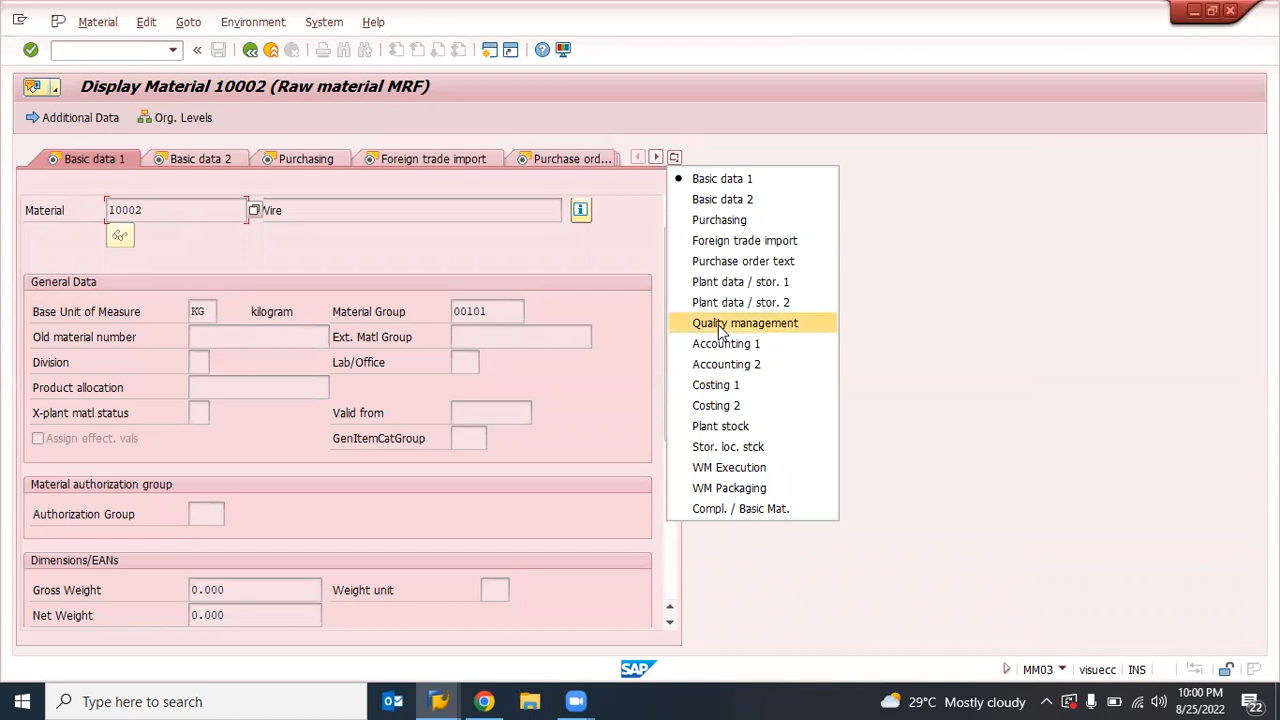 Material Edit Goto Environment System Help
Display Material 10002 (Raw material MRF)
Additional Data Org. Levels
Basic data 1 Basic data 2 Purchasing Foreign trade import Purchase ord...
Material 10002 Wire
General Data
Base Unit of Measure KG kilogram Material Group 00101
Old material number Ext. Matl Group
Division Lab/Office
Product allocation
X-plant matl status Valid from
Assign effect. vals GenItemCatGroup
Material authorization group
Authorization Group
Dimensions/EANs
Gross Weight 0.000 Weight unit
Net Weight 0.000
Basic data 1
Basic data 2
Purchasing
Foreign trade import
Purchase order text
Plant data / stor. 1
Plant data / stor. 2
Quality management
Accounting 1
Accounting 2
Costing 1
Costing 2
Plant stock
Stor. loc. stck
WM Execution
WM Packaging
Compl. / Basic Mat.
SAP MM03 visuecc INS
Type here to search 29°C Mostly cloudy 10:00 PM
8/25/2022 22